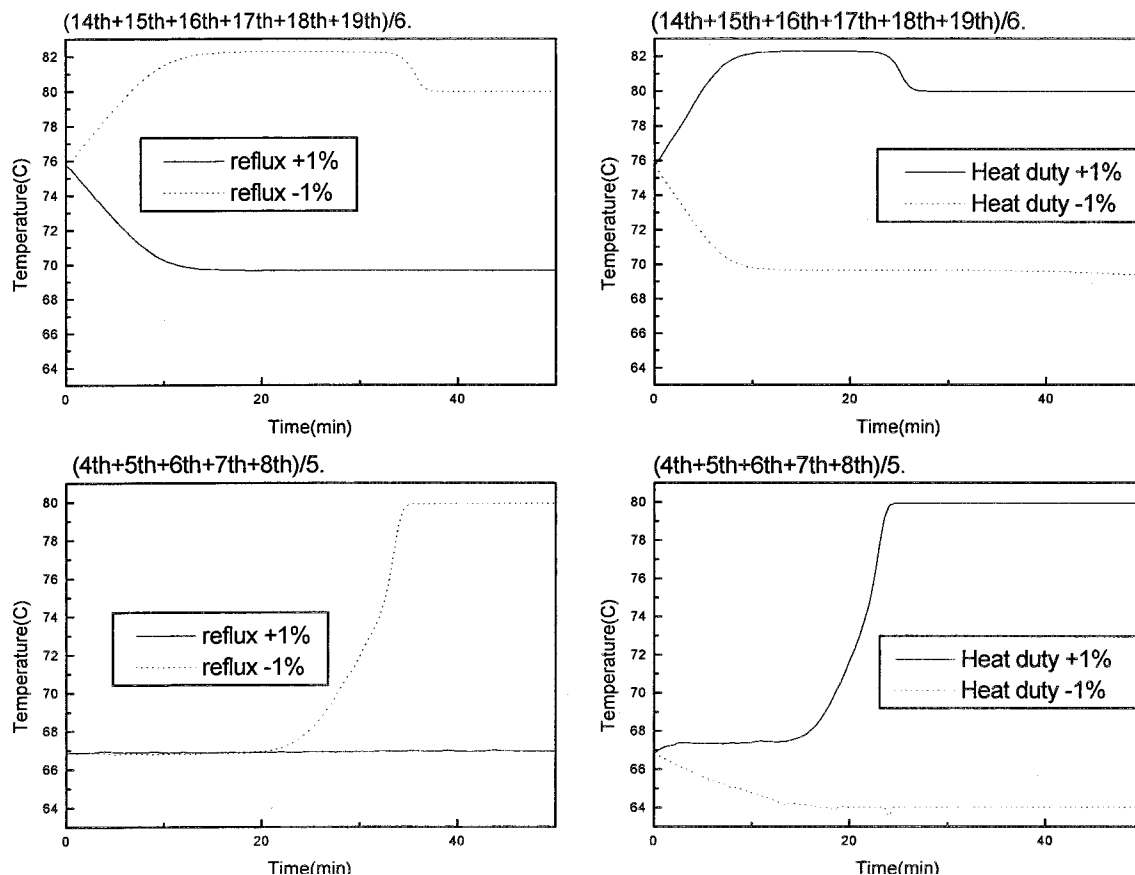 (14th+15th+16th+17th+18th+19th)/6.
82
80
78
76
74
72
70
68
66
64
Temperature(C)
reflux +1%
reflux -1%
0
20
40
Time(min)
(14th+15th+16th+17th+18th+19th)/6.
82
80
78
76
74
72
70
68
66
64
Temperature(C)
Heat duty +1%
Heat duty -1%
0
20
40
Time(min)
(4th+5th+6th+7th+8th)/5.
80
78
76
74
72
70
68
66
64
Temperature(C)
reflux +1%
reflux -1%
0
20
40
Time(min)
(4th+5th+6th+7th+8th)/5.
80
78
76
74
72
70
68
66
64
Temperature(C)
Heat duty +1%
Heat duty -1%
0
20
40
Time(min)